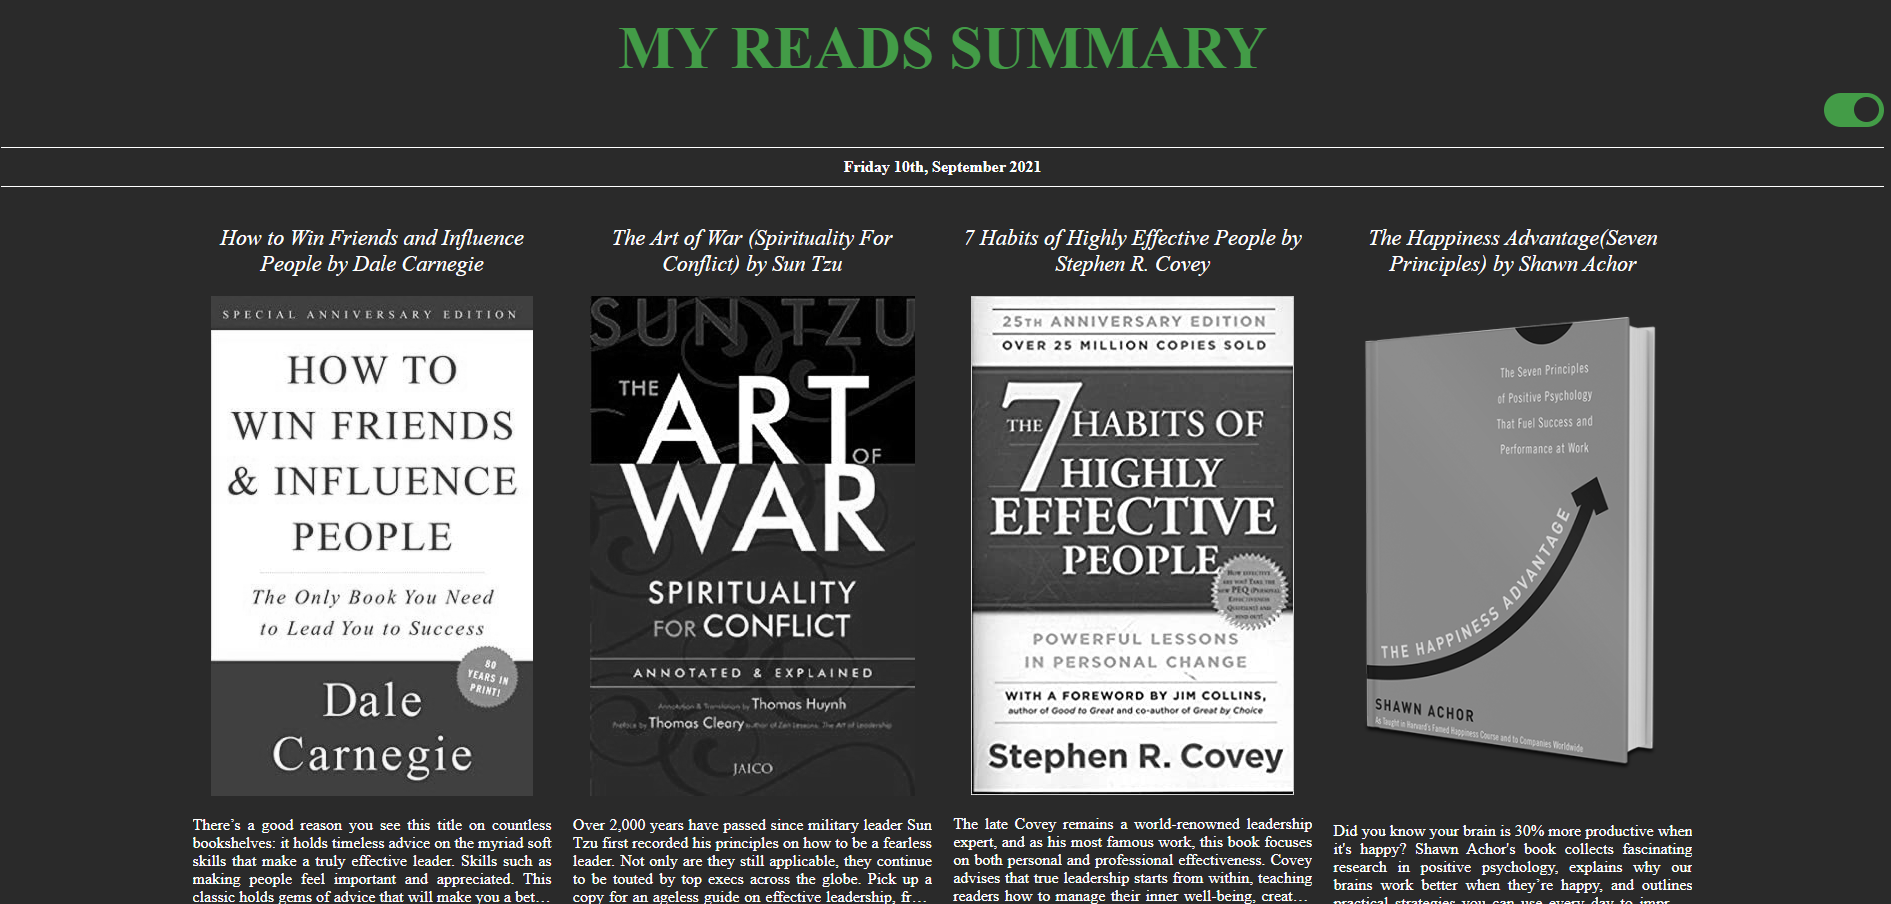 MY READS SUMMARY
Friday 10th, September 2021
How to Win Friends and Influence
People by Dale Carnegie
SPECIAL ANNIVERSARY EDITION
HOW TO
WIN FRIENDS
& INFLUENCE
PEOPLE
The Only Book You Need
to Lead You to Success
80
YEARS IN
PRINT!
Dale
Carnegie
There's a good reason you see this title on countless
bookshelves: it holds timeless advice on the myriad soft
skills that make a truly effective leader. Skills such as
making people feel important and appreciated. This
classic holds gems of advice that will make you a bet…
The Art of War (Spirituality For
Conflict) by Sun Tzu
SUN TZU
THE
ART
OF
WAR
SPIRITUALITY
FOR CONFLICT
ANNOTATED & EXPLAINED
Annotation & Translation by Thomas Huynh
Preface by Thomas Cleary author of Zen Lessons: The Art of Leadership
JAICO
Over 2,000 years have passed since military leader Sun
Tzu first recorded his principles on how to be a fearless
leader. Not only are they still applicable, they continue
to be touted by top execs across the globe. Pick up a
copy for an ageless guide on effective leadership, fr…
7 Habits of Highly Effective People by
Stephen R. Covey
25TH ANNIVERSARY EDITION
OVER 25 MILLION COPIES SOLD
THE 7 HABITS OF
HIGHLY
EFFECTIVE
PEOPLE
HOW EFFECTIVE
ARE YOU? TAKE THE
NEW PEQ (PERSONAL
EFFECTIVENESS
QUOTIENT) AND
FIND OUT!
POWERFUL LESSONS
IN PERSONAL CHANGE
WITH A FOREWORD BY JIM COLLINS,
author of Good to Great and co-author of Great by Choice
Stephen R. Covey
The late Covey remains a world-renowned leadership
expert, and as his most famous work, this book focuses
on both personal and professional effectiveness. Covey
advises that true leadership starts from within, teaching
readers how to manage their inner well-being, creat…
The Happiness Advantage(Seven
Principles) by Shawn Achor
The Seven Principles
of Positive Psychology
That Fuel Success and
Performance at Work
THE HAPPINESS ADVANTAGE
SHAWN ACHOR
As Taught in Harvard's Famed Happiness Course and to Companies Worldwide
Did you know your brain is 30% more productive when
it's happy? Shawn Achor's book collects fascinating
research in positive psychology, explains why our
brains work better when they're happy, and outlines
practical strategies you can use every day to impr…